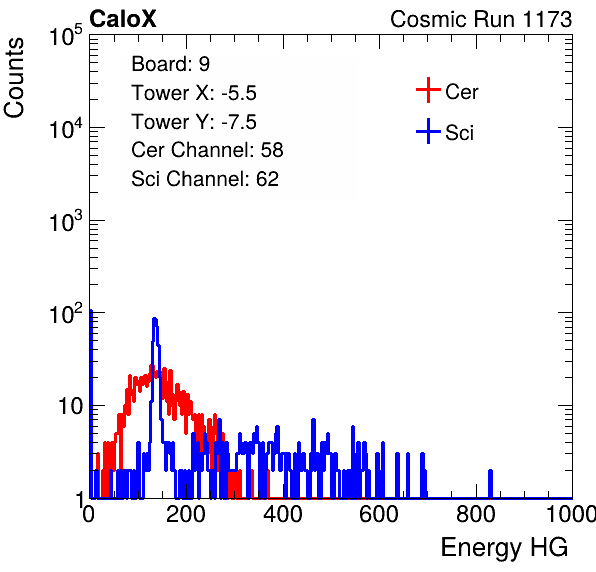 CaloX Cosmic Run 1173
Counts
10^5
10^4
10^3
10^2
10
1
Board: 9
Tower X: -5.5
Tower Y: -7.5
Cer Channel: 58
Sci Channel: 62
Cer
Sci
0 200 400 600 800 1000
Energy HG